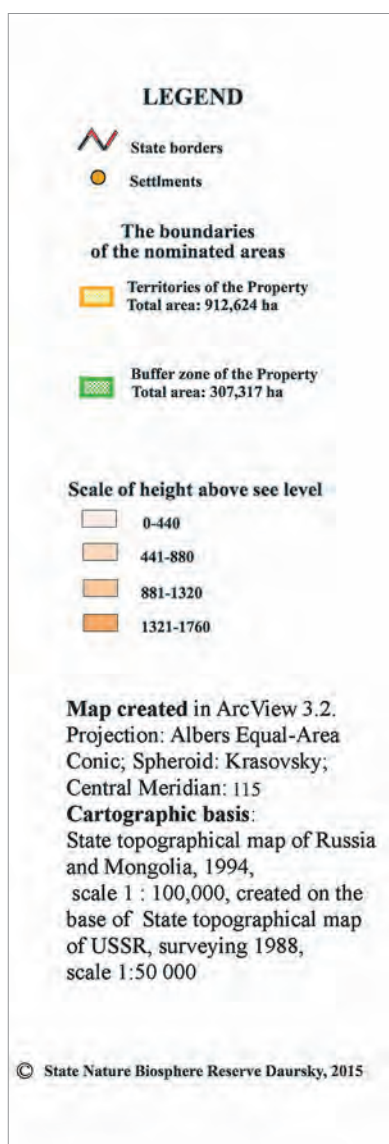 LEGEND
State borders
Settlments
The boundaries
of the nominated areas
Territories of the Property
Total area: 912,624 ha
Buffer zone of the Property
Total area: 307,317 ha
Scale of height above see level
0-440
441-880
881-1320
1321-1760
Map created in ArcView 3.2.
Projection: Albers Equal-Area
Conic; Spheroid: Krasovsky;
Central Meridian: 115
Cartographic basis:
State topographical map of Russia
and Mongolia, 1994,
scale 1 : 100,000, created on the
base of State topographical map
of USSR, surveying 1988,
scale 1:50 000
© State Nature Biosphere Reserve Daursky, 2015